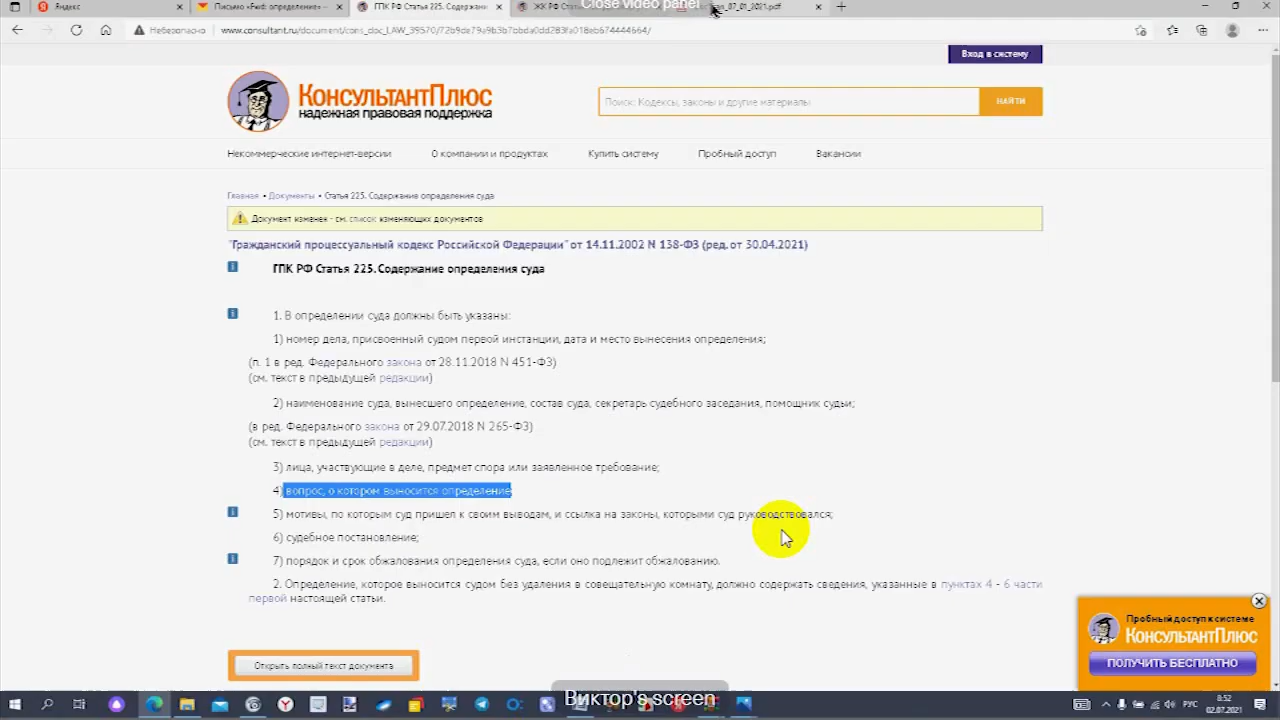 Яндекс
Письмо «Fwd: определение» —
ГПК РФ Статья 225. Содержани
ЖК РФ Ст
_07_01_2021.pdf
Close video panel
Небезопасно
www.consultant.ru/document/cons_doc_LAW_39570/72b9de79a9b3b7bbda0dd283fa018eb674444664/
Вход в систему
КонсультантПлюс
надежная правовая поддержка
Поиск: Кодексы, законы и другие материалы
НАЙТИ
Некоммерческие интернет-версии
О компании и продуктах
Купить систему
Пробный доступ
Вакансии
Главная • Документы • Статья 225. Содержание определения суда
Документ изменен - см. список изменяющих документов
"Гражданский процессуальный кодекс Российской Федерации" от 14.11.2002 N 138-ФЗ (ред. от 30.04.2021)
ГПК РФ Статья 225. Содержание определения суда
1. В определении суда должны быть указаны:
1) номер дела, присвоенный судом первой инстанции, дата и место вынесения определения;
(п. 1 в ред. Федерального закона от 28.11.2018 N 451-ФЗ)
(см. текст в предыдущей редакции)
2) наименование суда, вынесшего определение, состав суда, секретарь судебного заседания, помощник судьи;
(в ред. Федерального закона от 29.07.2018 N 265-ФЗ)
(см. текст в предыдущей редакции)
3) лица, участвующие в деле, предмет спора или заявленное требование;
4) вопрос, о котором выносится определение;
5) мотивы, по которым суд пришел к своим выводам, и ссылка на законы, которыми суд руководствовался;
6) судебное постановление;
7) порядок и срок обжалования определения суда, если оно подлежит обжалованию.
2. Определение, которое выносится судом без удаления в совещательную комнату, должно содержать сведения, указанные в пунктах 4 - 6 части
первой настоящей статьи.
Открыть полный текст документа
Пробный доступ к системе
КонсультантПлюс
ПОЛУЧИТЬ БЕСПЛАТНО
Виктор's screen
РУС
8:52
02.07.2021